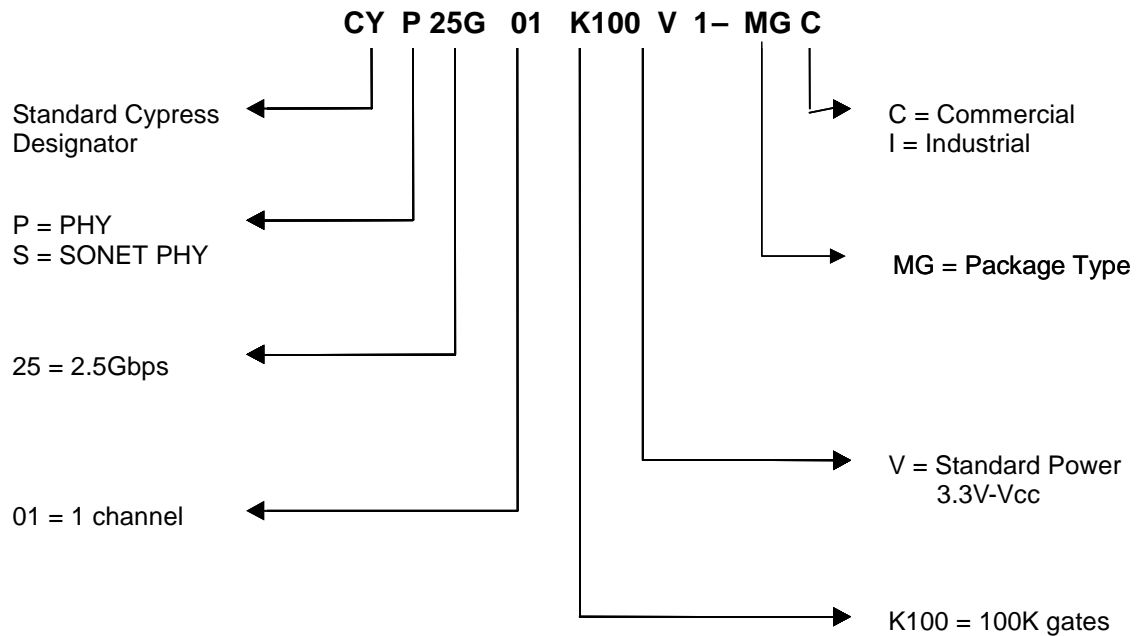 CY P 25G 01 K100 V 1– MG C
Standard Cypress
Designator
P = PHY
S = SONET PHY
25 = 2.5Gbps
01 = 1 channel
C = Commercial
I = Industrial
MG = Package Type
V = Standard Power
3.3V-Vcc
K100 = 100K gates